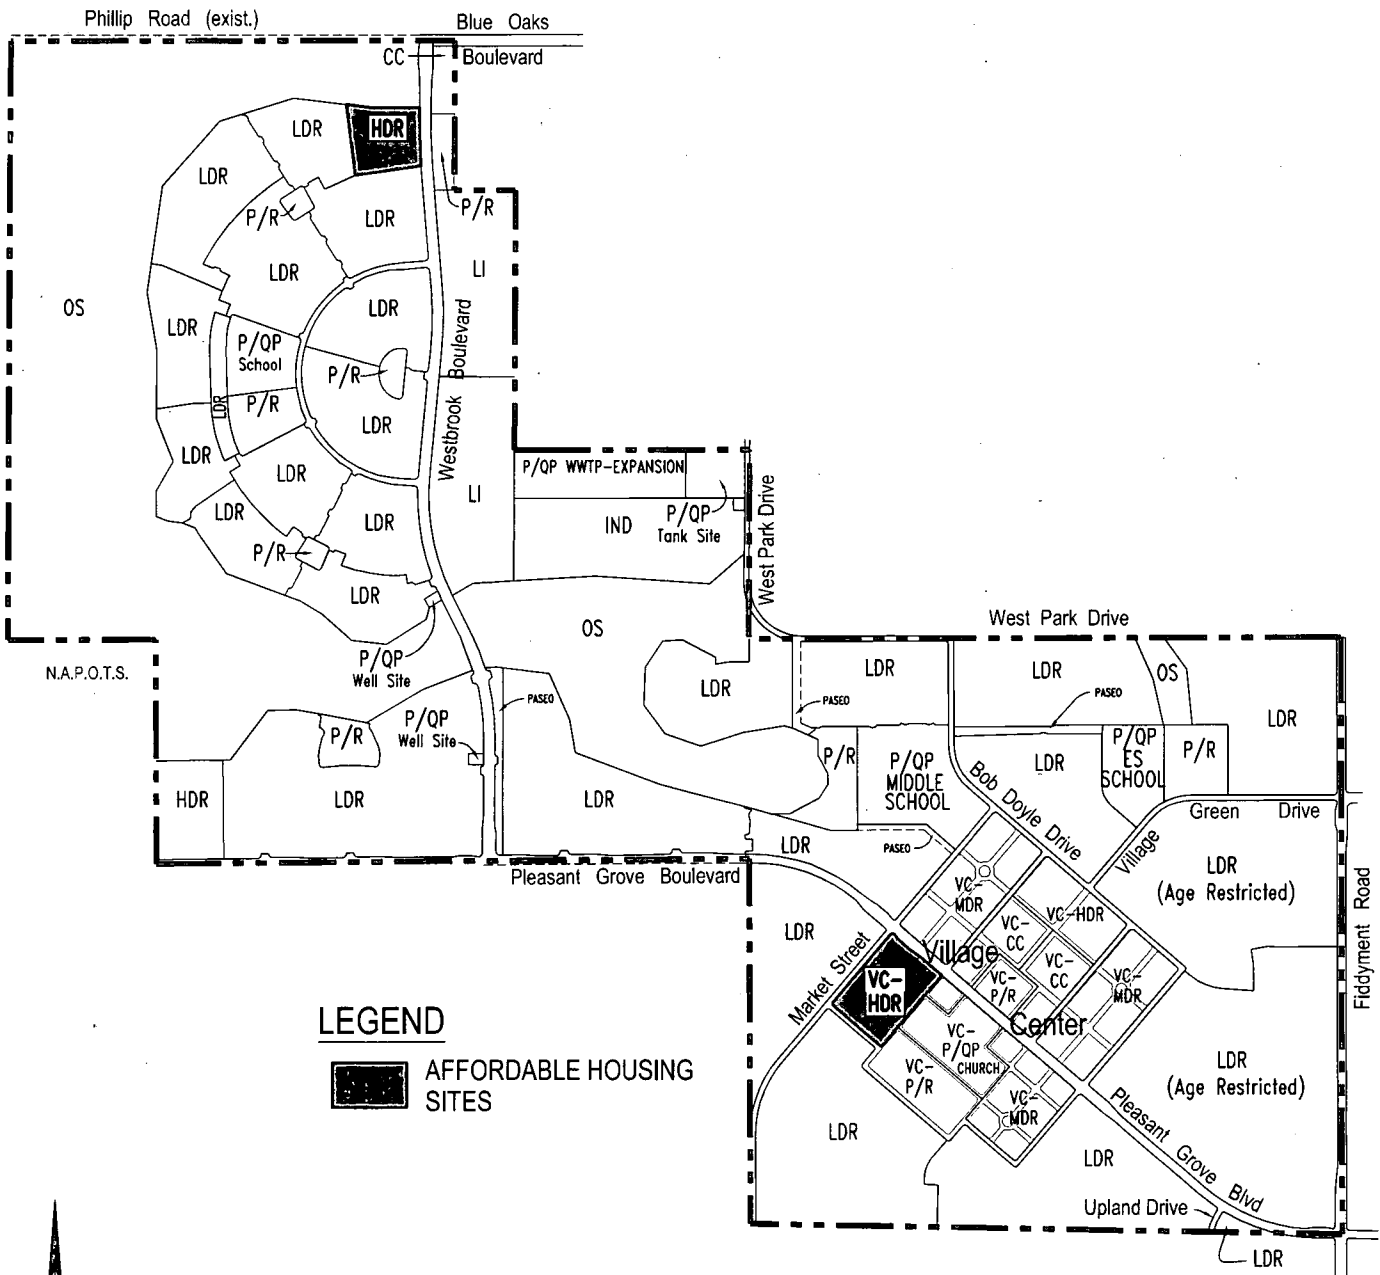 Phillip Road (exist.)
Blue Oaks
Boulevard
CC
HDR
LDR
LDR
P/R
LDR
P/R
LDR
LI
OS
LDR
LDR
P/QP
School
P/R
LDR
P/R
LDR
Westbrook Boulevard
LDR
LDR
LDR
LI
P/QP WWTP-EXPANSION
P/QP
Tank Site
IND
West Park Drive
LDR
LDR
P/R
LDR
OS
P/QP
Well Site
N.A.P.O.T.S.
West Park Drive
LDR
PASEO
LDR
PASEO
LDR
PASEO
OS
LDR
P/R
P/QP
Well Site
HDR
LDR
LDR
P/R
P/QP
MIDDLE
SCHOOL
LDR
P/QP
ES
SCHOOL
P/R
Bob Doyle Drive
Village Green Drive
PASEO
LDR
Pleasant Grove Boulevard
LDR
(Age Restricted)
Fiddyment Road
VC-
MDR
VC-HDR
VC-
CC
VC-
CC
LDR
Market Street
Village
Center
VC-
HDR
VC-
P/R
VC-
MDR
VC-
P/QP
CHURCH
VC-
P/R
VC-
MDR
LDR
(Age Restricted)
LDR
LDR
Pleasant Grove Blvd
Upland Drive
LDR
LEGEND
AFFORDABLE HOUSING
SITES